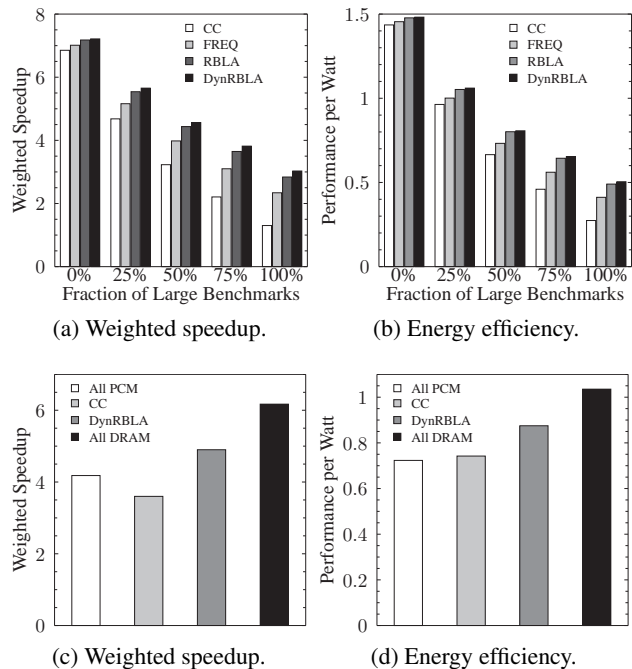 8
6
4
2
0
Weighted Speedup
CC
FREQ
RBLA
DynRBLA
0% 25% 50% 75% 100%
Fraction of Large Benchmarks
(a) Weighted speedup.
1.5
1
0.5
0
Performance per Watt
CC
FREQ
RBLA
DynRBLA
0% 25% 50% 75% 100%
Fraction of Large Benchmarks
(b) Energy efficiency.
6
4
2
0
Weighted Speedup
All PCM
CC
DynRBLA
All DRAM
(c) Weighted speedup.
1
0.8
0.6
0.4
0.2
0
Performance per Watt
All PCM
CC
DynRBLA
All DRAM
(d) Energy efficiency.